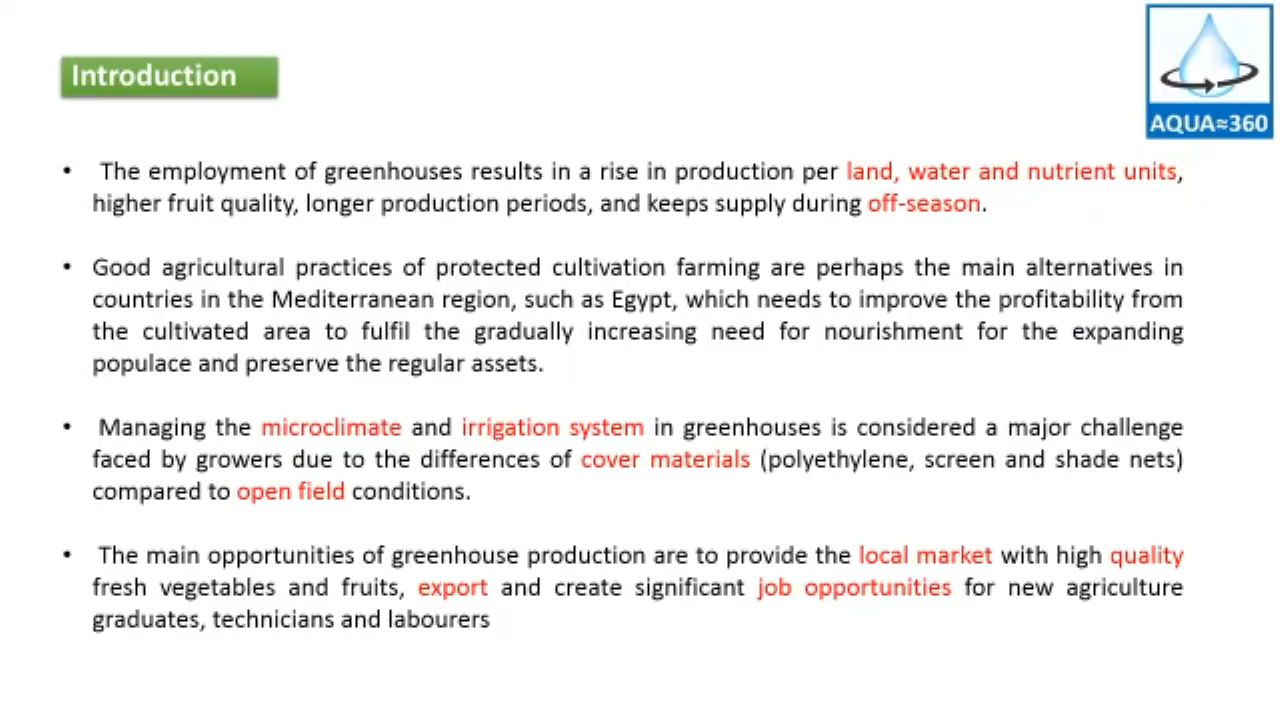 Introduction
AQUA≈360
• The employment of greenhouses results in a rise in production per land, water and nutrient units,
higher fruit quality, longer production periods, and keeps supply during off-season.
• Good agricultural practices of protected cultivation farming are perhaps the main alternatives in
countries in the Mediterranean region, such as Egypt, which needs to improve the profitability from
the cultivated area to fulfil the gradually increasing need for nourishment for the expanding
populace and preserve the regular assets.
• Managing the microclimate and irrigation system in greenhouses is considered a major challenge
faced by growers due to the differences of cover materials (polyethylene, screen and shade nets)
compared to open field conditions.
• The main opportunities of greenhouse production are to provide the local market with high quality
fresh vegetables and fruits, export and create significant job opportunities for new agriculture
graduates, technicians and labourers